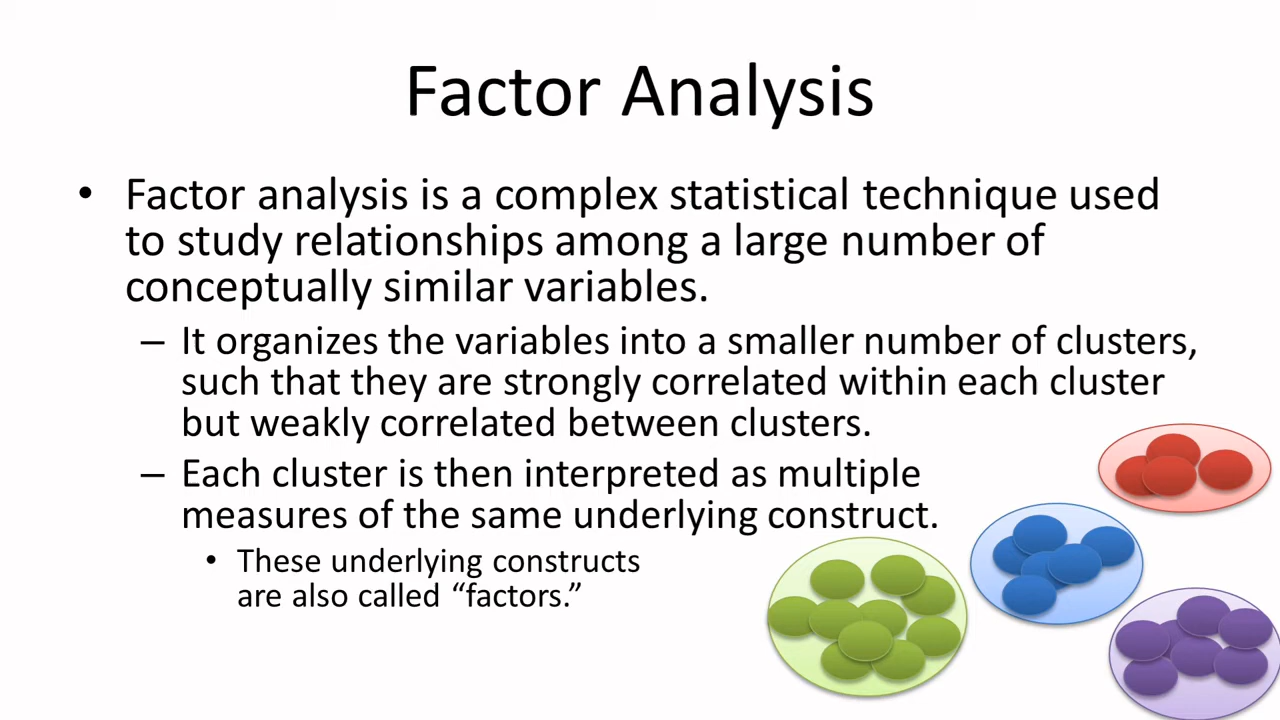 Factor Analysis
• Factor analysis is a complex statistical technique used
to study relationships among a large number of
conceptually similar variables.
– It organizes the variables into a smaller number of clusters,
such that they are strongly correlated within each cluster
but weakly correlated between clusters.
– Each cluster is then interpreted as multiple
measures of the same underlying construct.
• These underlying constructs
are also called “factors.”